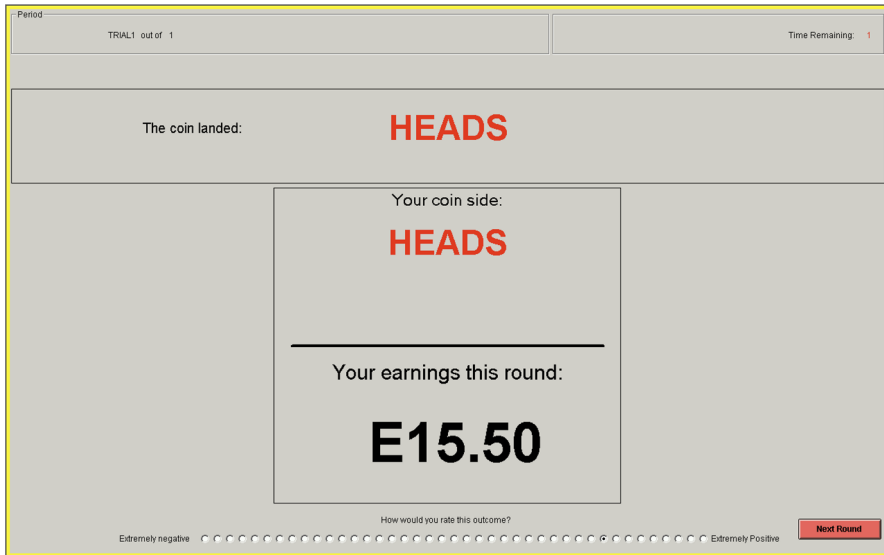 Period
TRIAL1 out of 1
Time Remaining: 1
The coin landed: HEADS
Your coin side:
HEADS
Your earnings this round:
E15.50
How would you rate this outcome?
Extremely negative Extremely Positive
Next Round